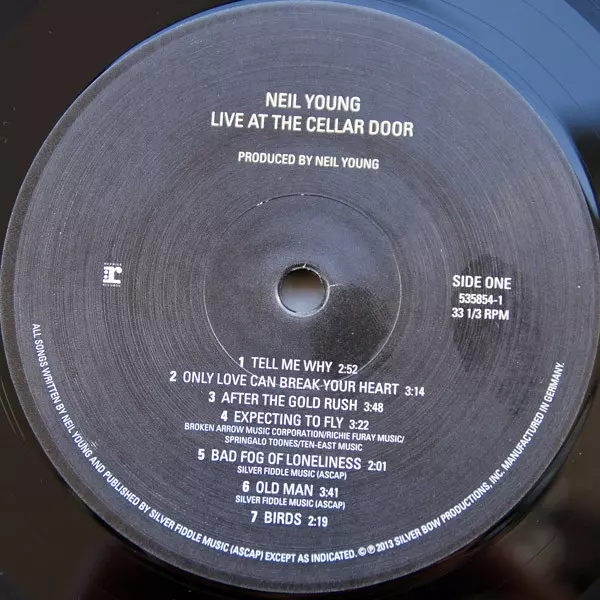 NEIL YOUNG
LIVE AT THE CELLAR DOOR
PRODUCED BY NEIL YOUNG
REPRISE
r:
RECORDS
SIDE ONE
535854-1
33 1/3 RPM
1 TELL ME WHY 2:52
2 ONLY LOVE CAN BREAK YOUR HEART 3:14
3 AFTER THE GOLD RUSH 3:48
4 EXPECTING TO FLY 3:22
BROKEN ARROW MUSIC CORPORATION/RICHIE FURAY MUSIC/
SPRINGALO TOONES/TEN-EAST MUSIC
5 BAD FOG OF LONELINESS 2:01
SILVER FIDDLE MUSIC (ASCAP)
6 OLD MAN 3:41
SILVER FIDDLE MUSIC (ASCAP)
7 BIRDS 2:19
ALL SONGS WRITTEN BY NEIL YOUNG AND PUBLISHED BY SILVER FIDDLE MUSIC (ASCAP) EXCEPT AS INDICATED. © ℗ 2013 SILVER BOW PRODUCTIONS, INC. MANUFACTURED IN GERMANY.